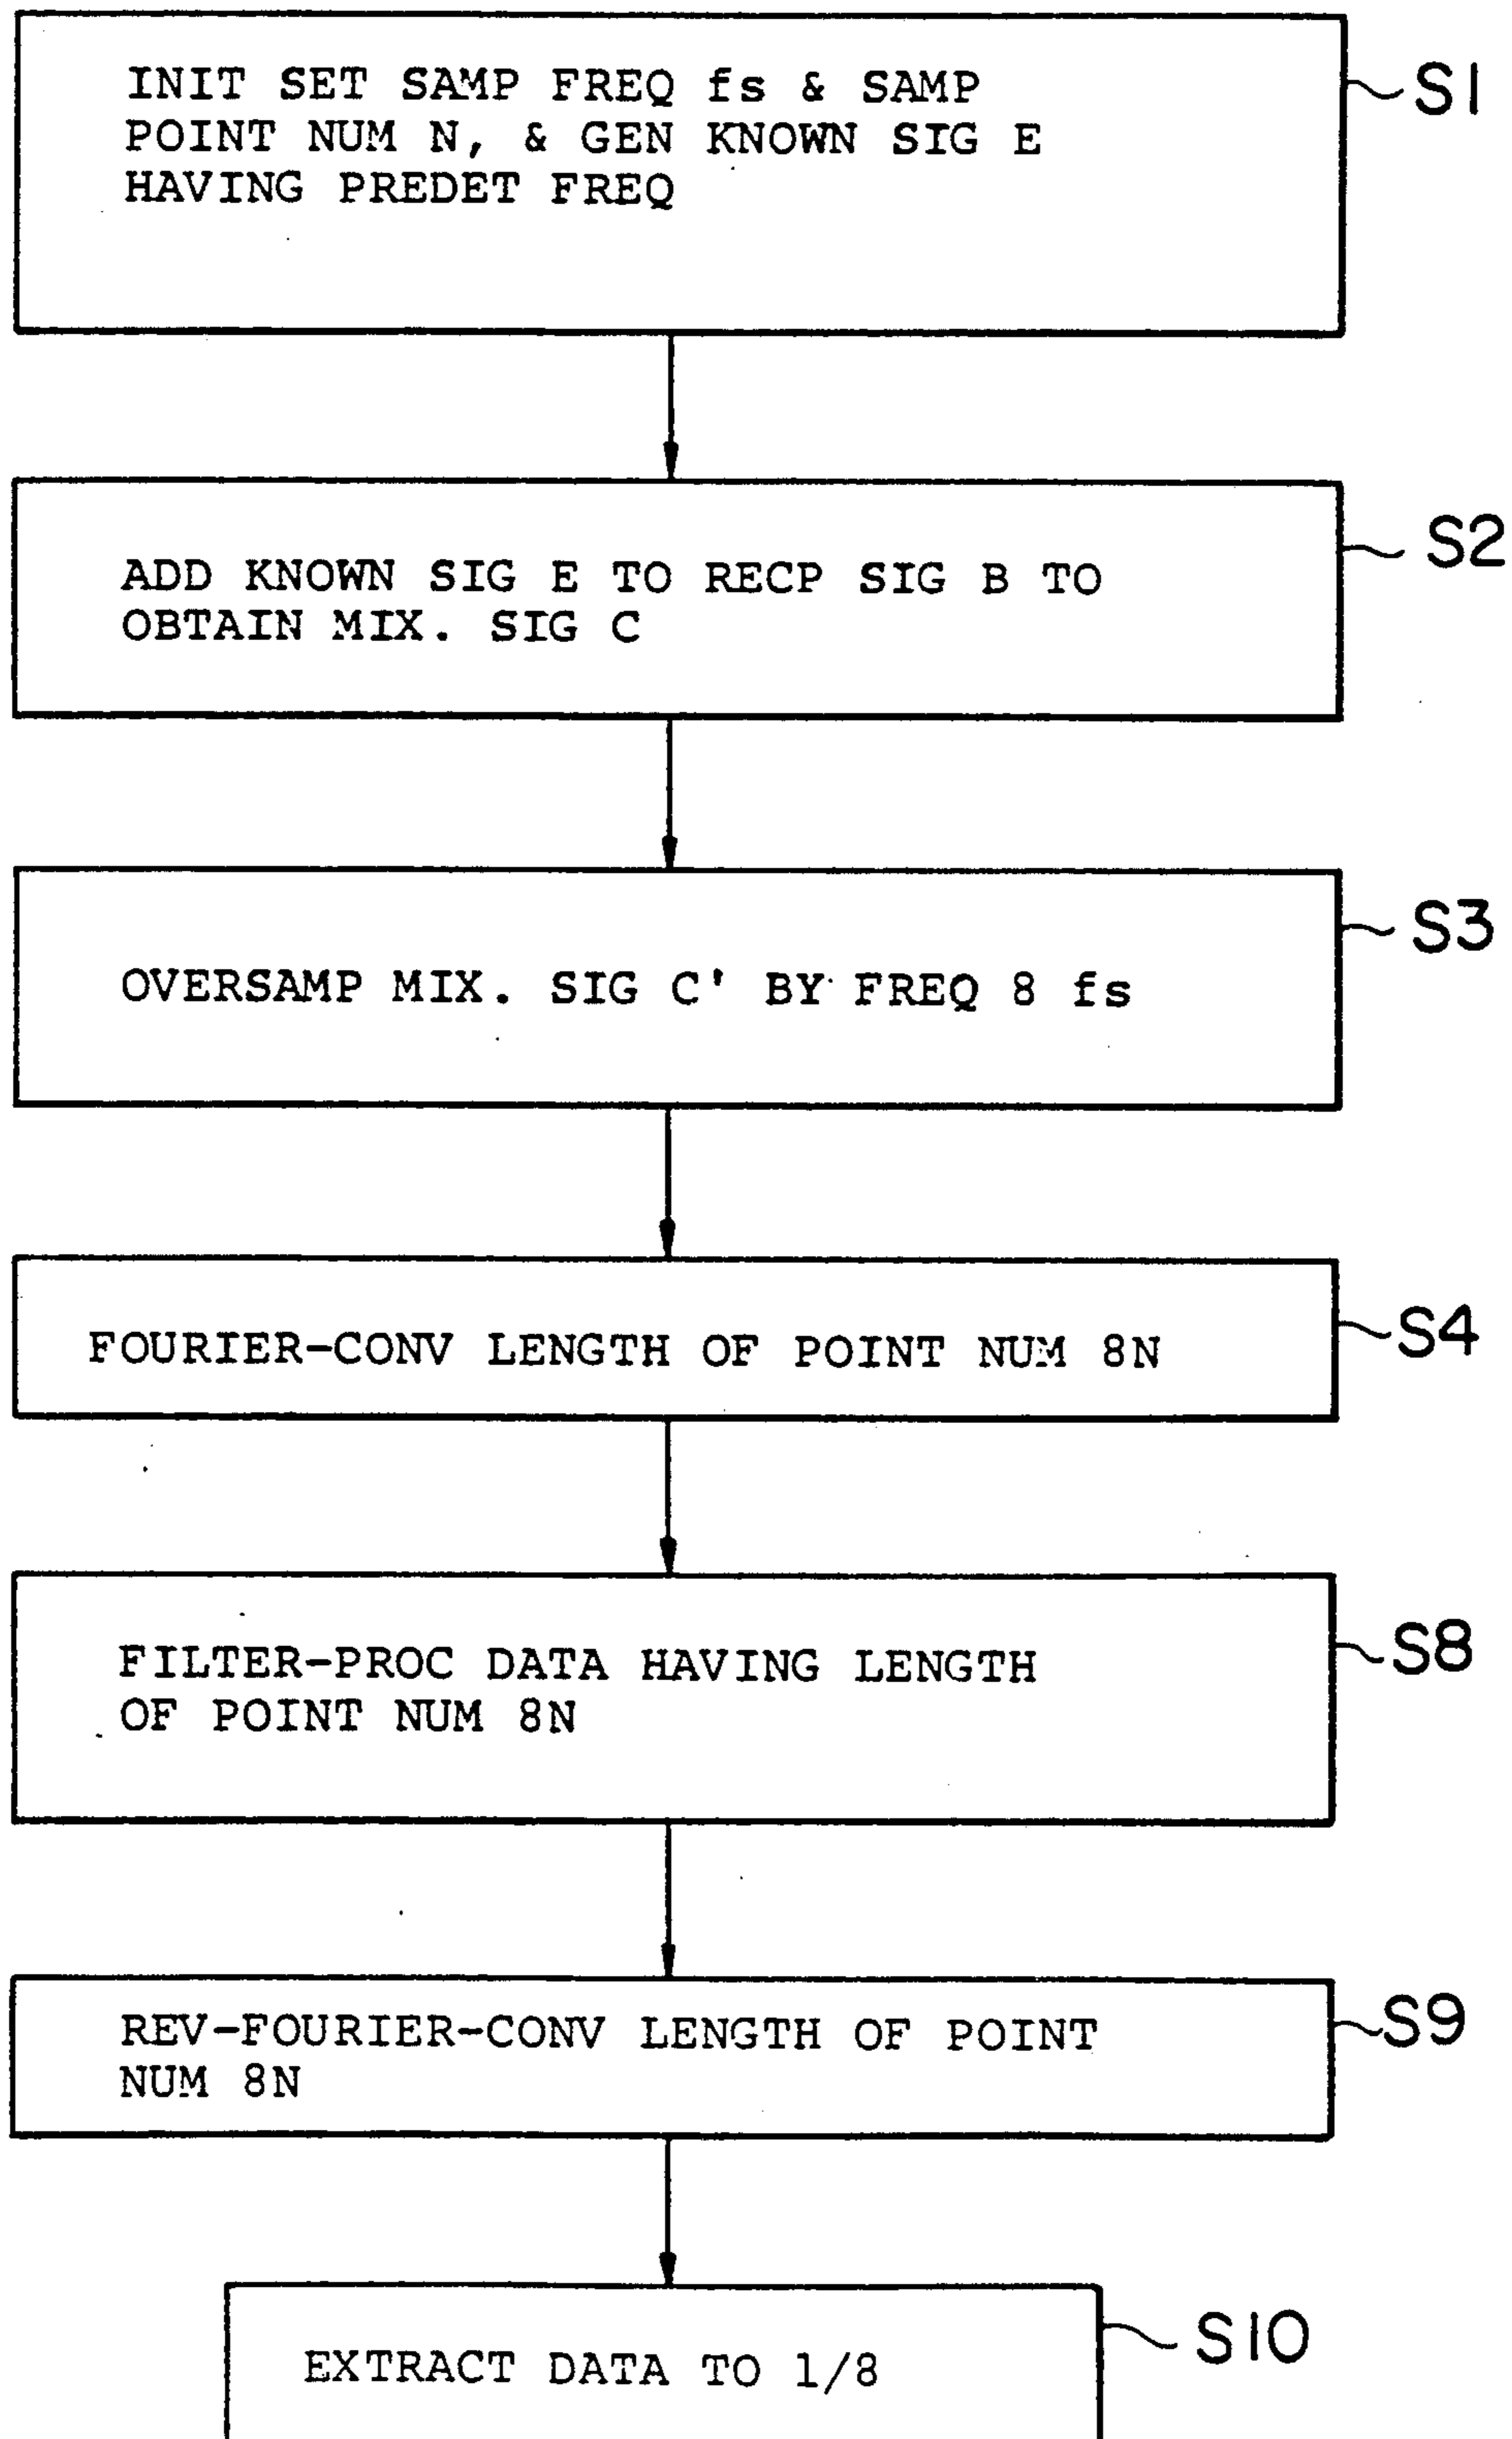 INIT SET SAMP FREQ fs & SAMP
POINT NUM N, & GEN KNOWN SIG E
HAVING PREDET FREQ
S1
ADD KNOWN SIG E TO RECP SIG B TO
OBTAIN MIX. SIG C
S2
OVERSAMP MIX. SIG C' BY FREQ 8 fs
S3
FOURIER-CONV LENGTH OF POINT NUM 8N
S4
FILTER-PROC DATA HAVING LENGTH
OF POINT NUM 8N
S8
REV-FOURIER-CONV LENGTH OF POINT
NUM 8N
S9
EXTRACT DATA TO 1/8
S10